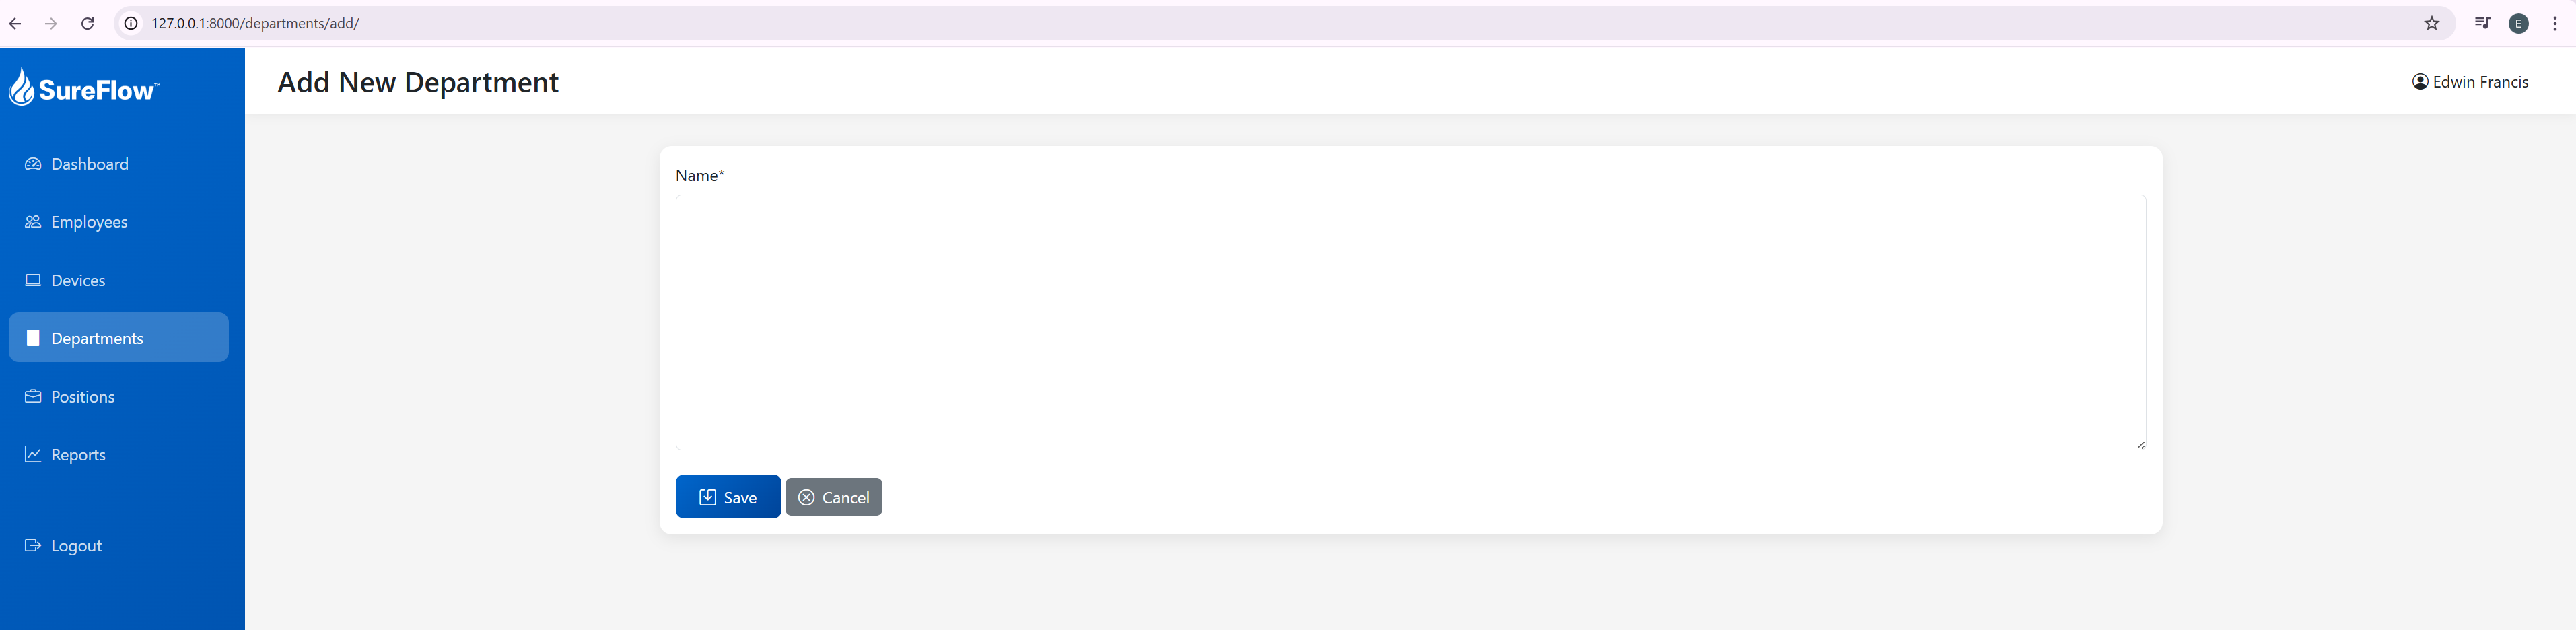 127.0.0.1:8000/departments/add/
E
SureFlow™
Add New Department
Edwin Francis
Dashboard
Employees
Devices
Departments
Positions
Reports
Logout
Name*
Save
Cancel